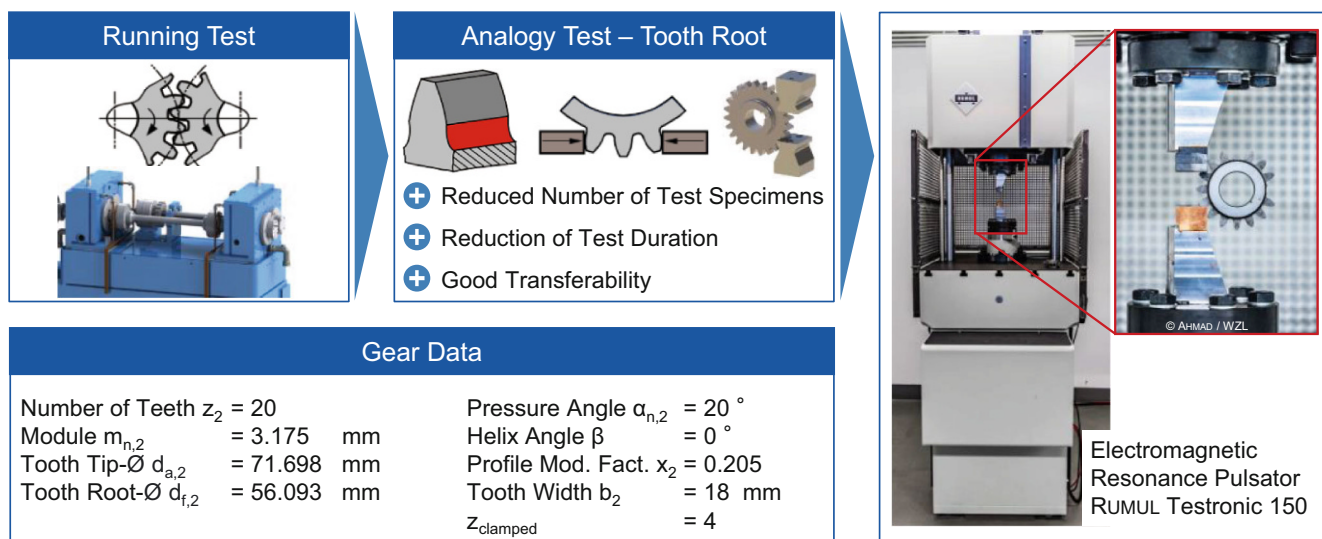 Running Test
Analogy Test – Tooth Root
+ Reduced Number of Test Specimens
+ Reduction of Test Duration
+ Good Transferability
RUMUL
© AHMAD / WZL
Electromagnetic
Resonance Pulsator
RUMUL Testronic 150
Gear Data
Number of Teeth z₂ = 20
Module mₙ,₂ = 3.175 mm
Tooth Tip-Ø dₐ,₂ = 71.698 mm
Tooth Root-Ø d_f,2 = 56.093 mm
Pressure Angle αₙ,₂ = 20 °
Helix Angle β = 0 °
Profile Mod. Fact. x₂ = 0.205
Tooth Width b₂ = 18 mm
z_clamped = 4